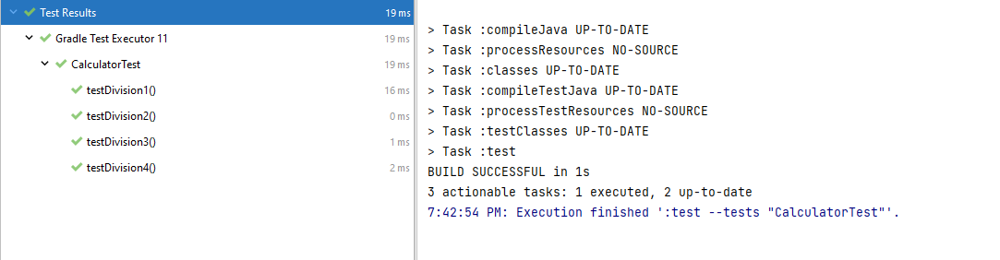 Test Results 19 ms
Gradle Test Executor 11 19 ms
CalculatorTest 19 ms
testDivision1() 16 ms
testDivision2() 0 ms
testDivision3() 1 ms
testDivision4() 2 ms
> Task :compileJava UP-TO-DATE
> Task :processResources NO-SOURCE
> Task :classes UP-TO-DATE
> Task :compileTestJava UP-TO-DATE
> Task :processTestResources NO-SOURCE
> Task :testClasses UP-TO-DATE
> Task :test
BUILD SUCCESSFUL in 1s
3 actionable tasks: 1 executed, 2 up-to-date
7:42:54 PM: Execution finished ':test --tests "CalculatorTest"'.